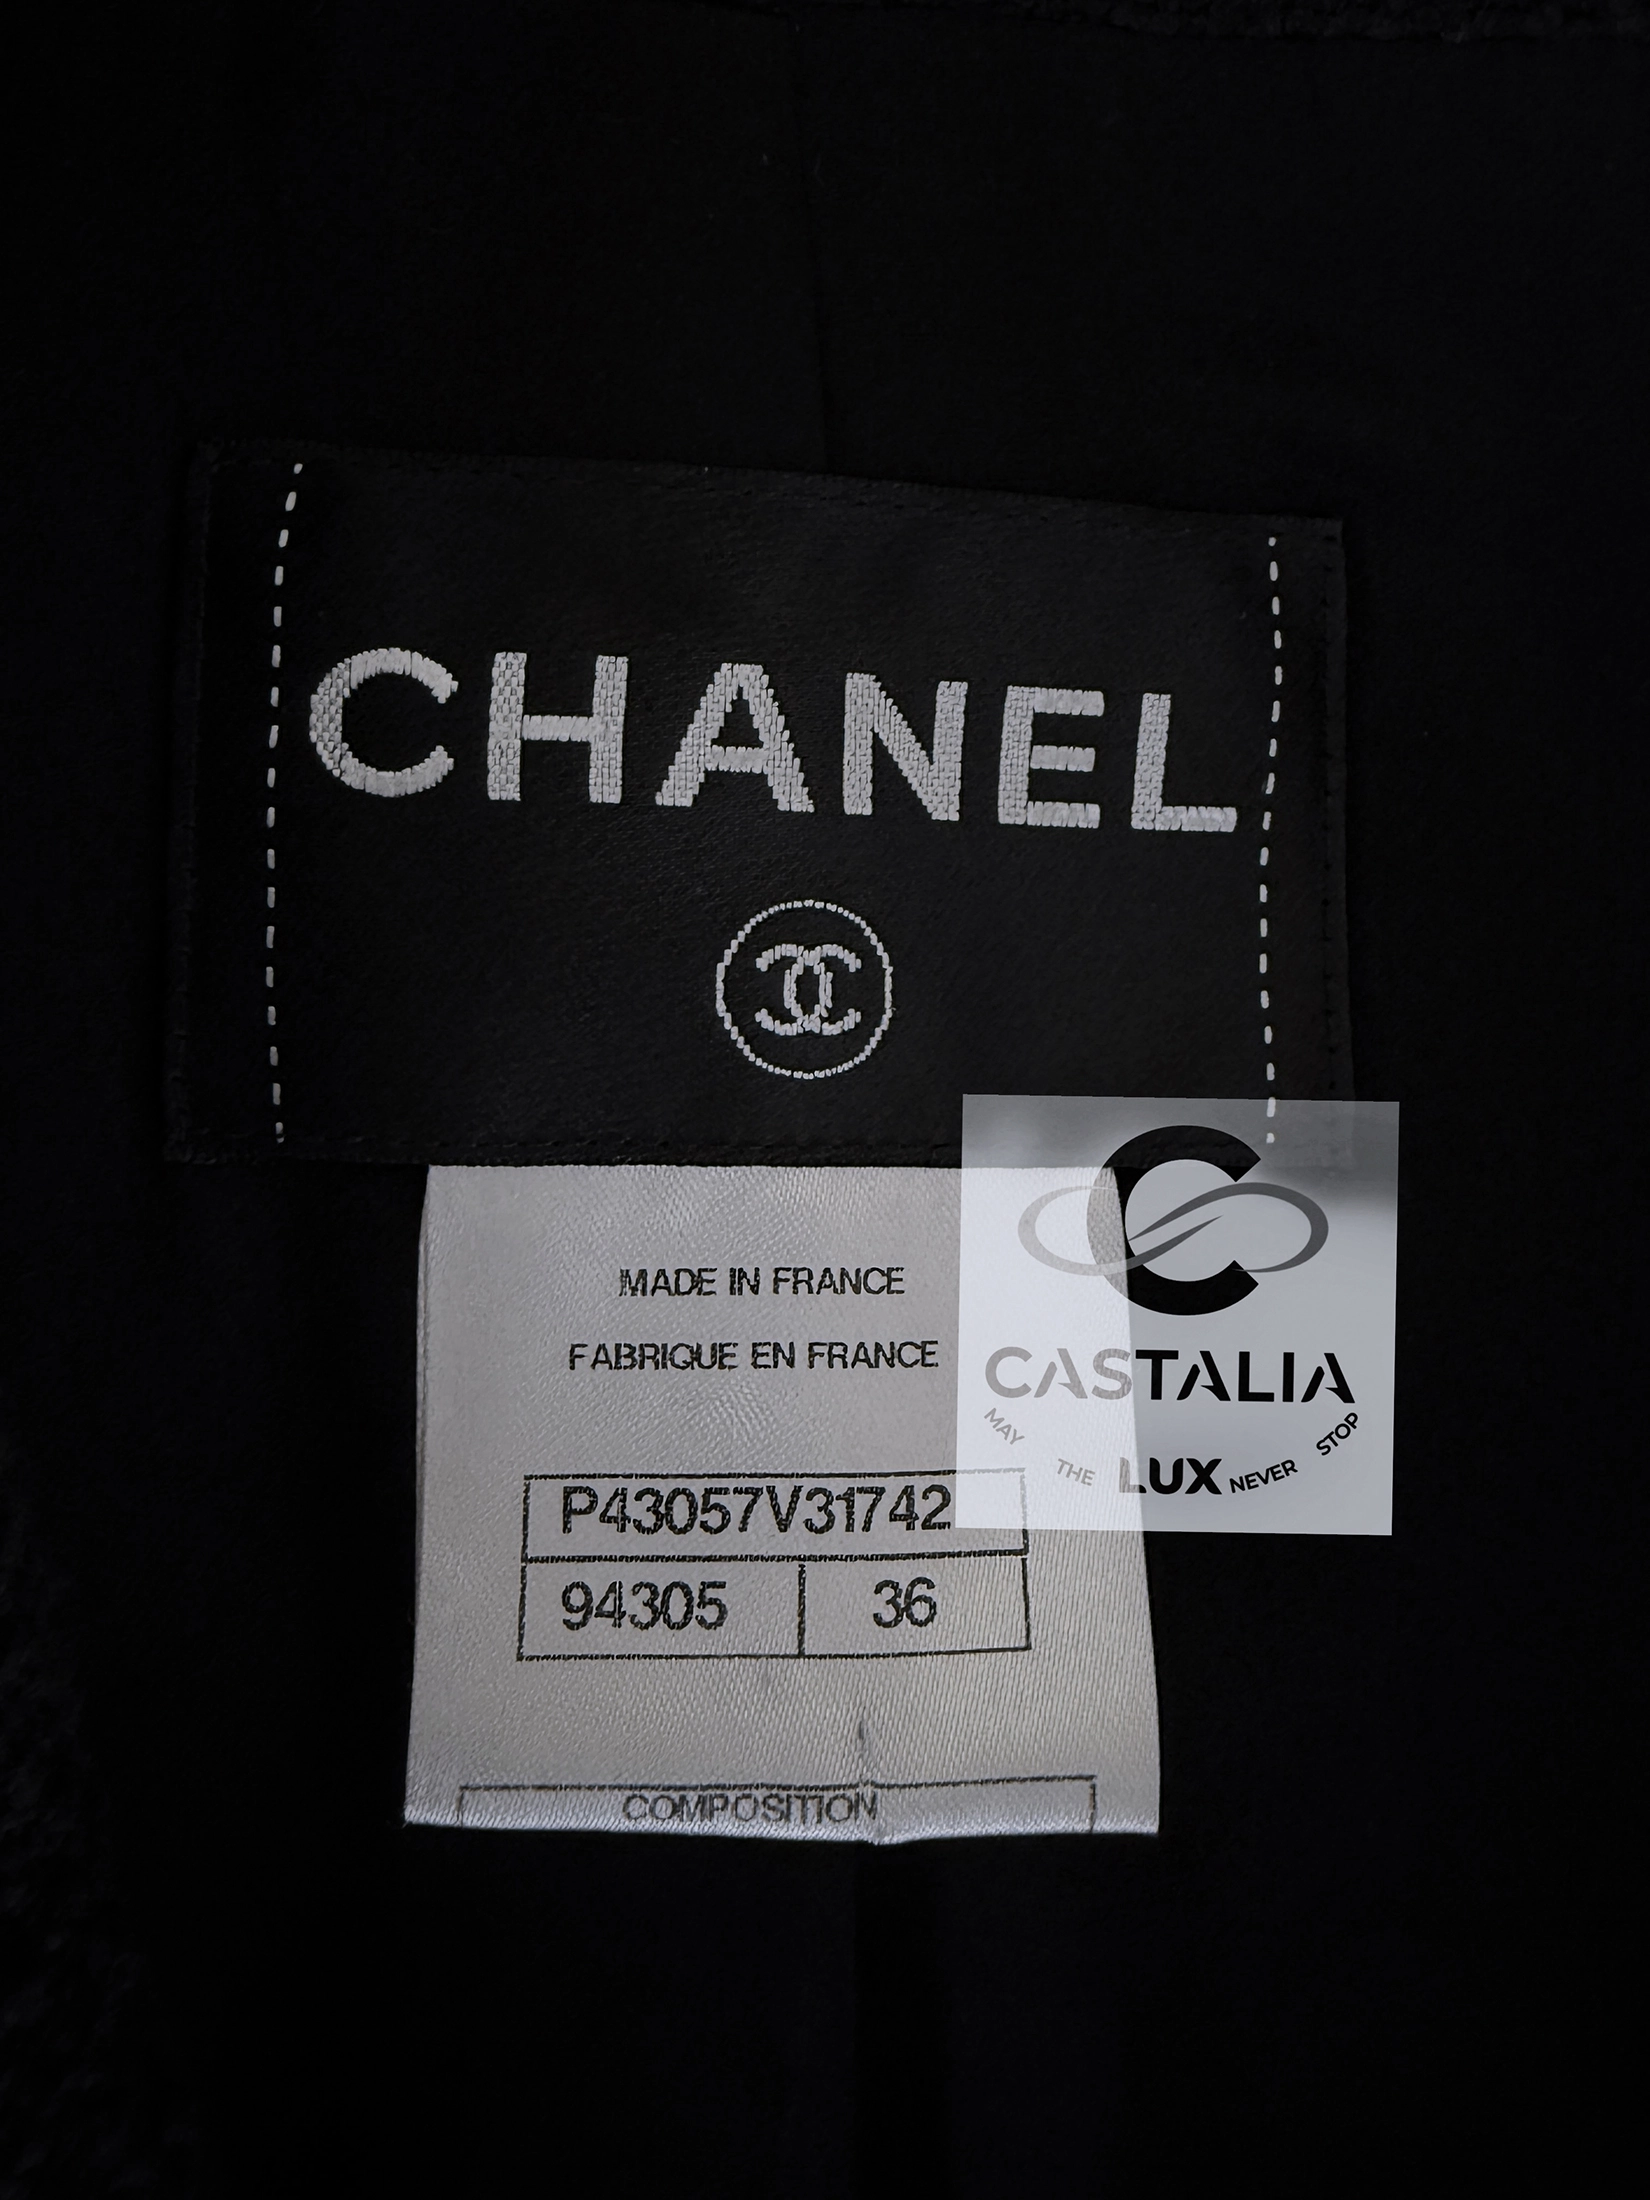 CHANEL
MADE IN FRANCE
FABRIQUE EN FRANCE
P43057V31742
94305 36
COMPOSITION
CASTALIA
MAY THE LUX NEVER STOP